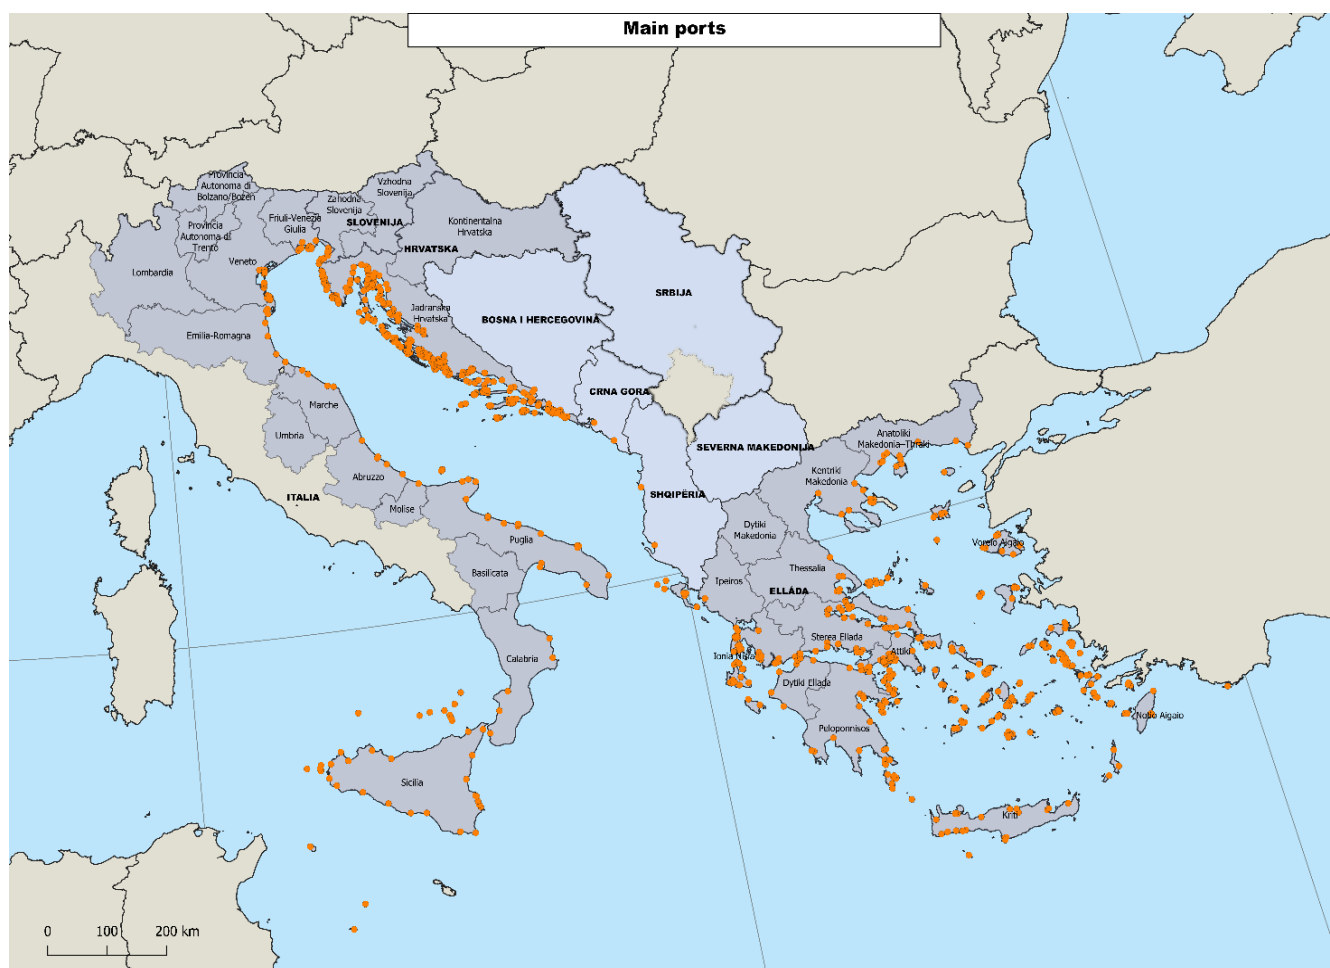 Main ports
Provincia
Autonoma di
Bolzano/Bozen
Vzhodna
Slovenija
Zahodna
Slovenija
Friuli-Venezia
Giulia
SLOVENIJA
Kontinentalna
Hrvatska
Provincia
Autonoma di
Trento
HRVATSKA
Veneto
Lombardia
SRBIJA
Jadranska
Hrvatska
BOSNA I HERCEGOVINA
Emilia-Romagna
CRNA GORA
Marche
Umbria
Anatoliki
Makedonia-Thraki
SEVERNA MAKEDONIJA
Kentriki
Makedonia
Abruzzo
ITALIA
SHQIPËRIA
Molise
Dytiki
Makedonia
Puglia
Voreio Aigaio
Basilicata
Thessalia
Ipeiros
ELLÁDA
Sterea Ellada
Attiki
Calabria
Ionia Nisia
Dytiki Ellada
Notio Aigaio
Peloponnisos
Sicilia
Kriti
0 100 200 km